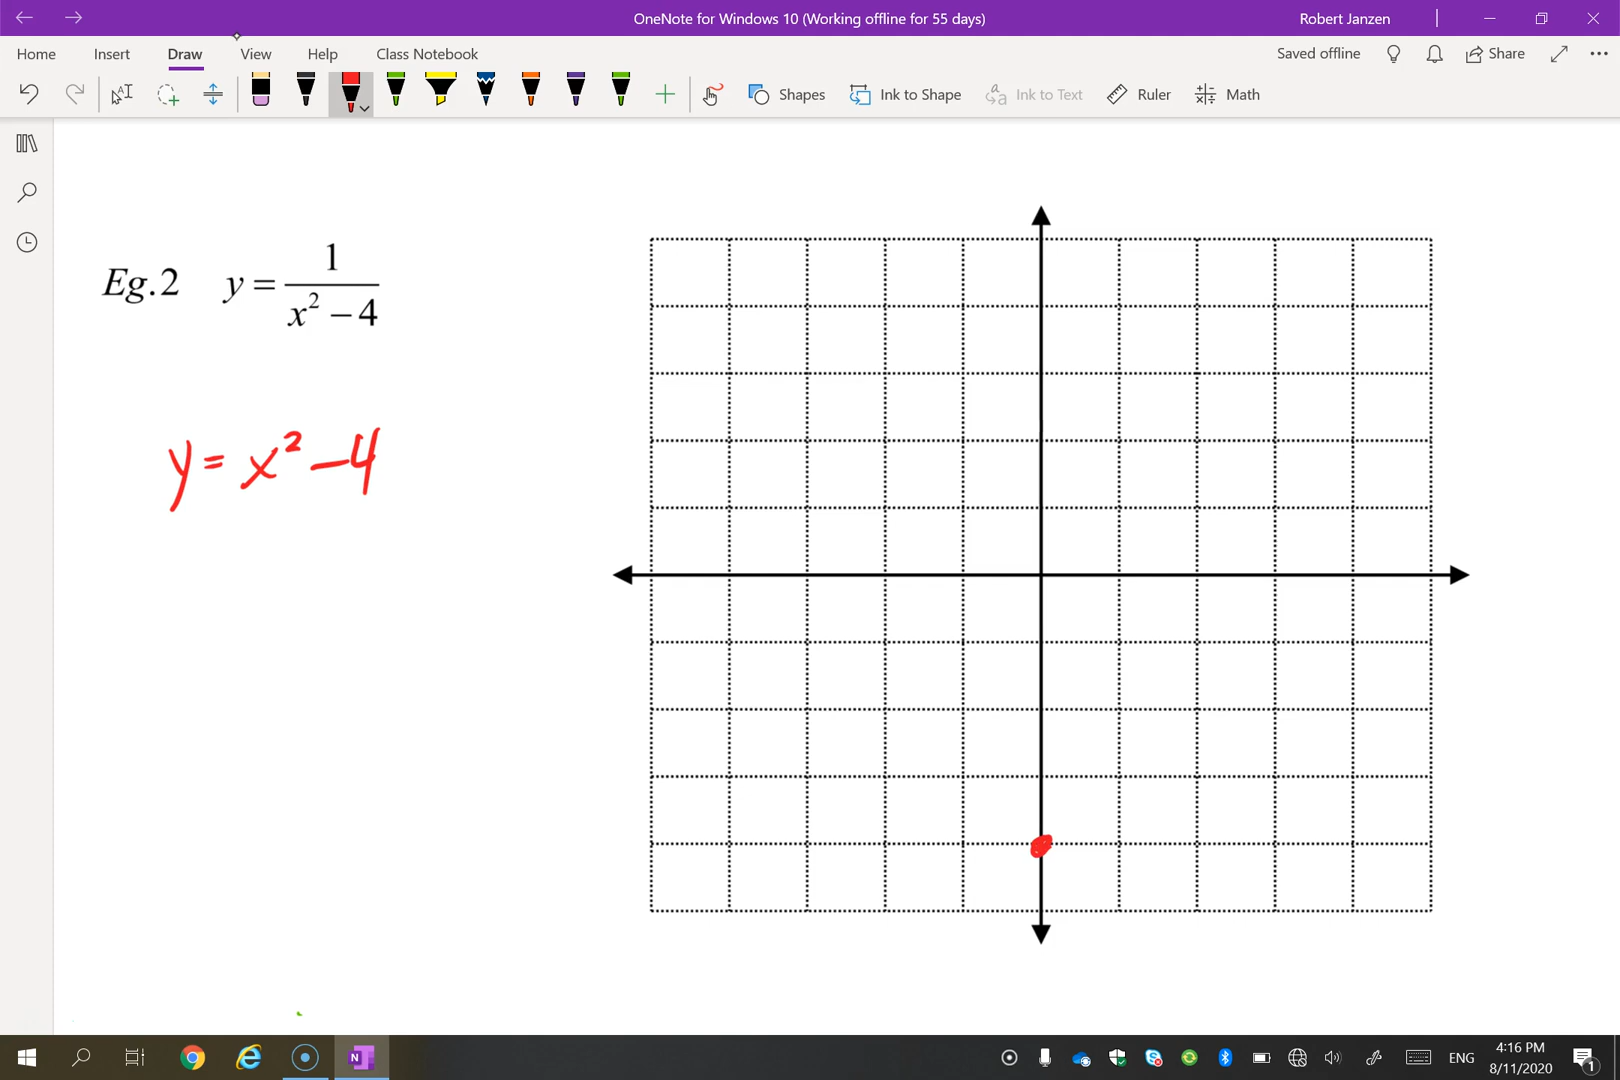 OneNote for Windows 10 (Working offline for 55 days)
Robert Janzen
Home Insert Draw View Help Class Notebook
Saved offline Share
Shapes Ink to Shape Ink to Text Ruler Math
Eg.2 y = 1/(x² − 4)
y = x² − 4
ENG
4:16 PM
8/11/2020
1